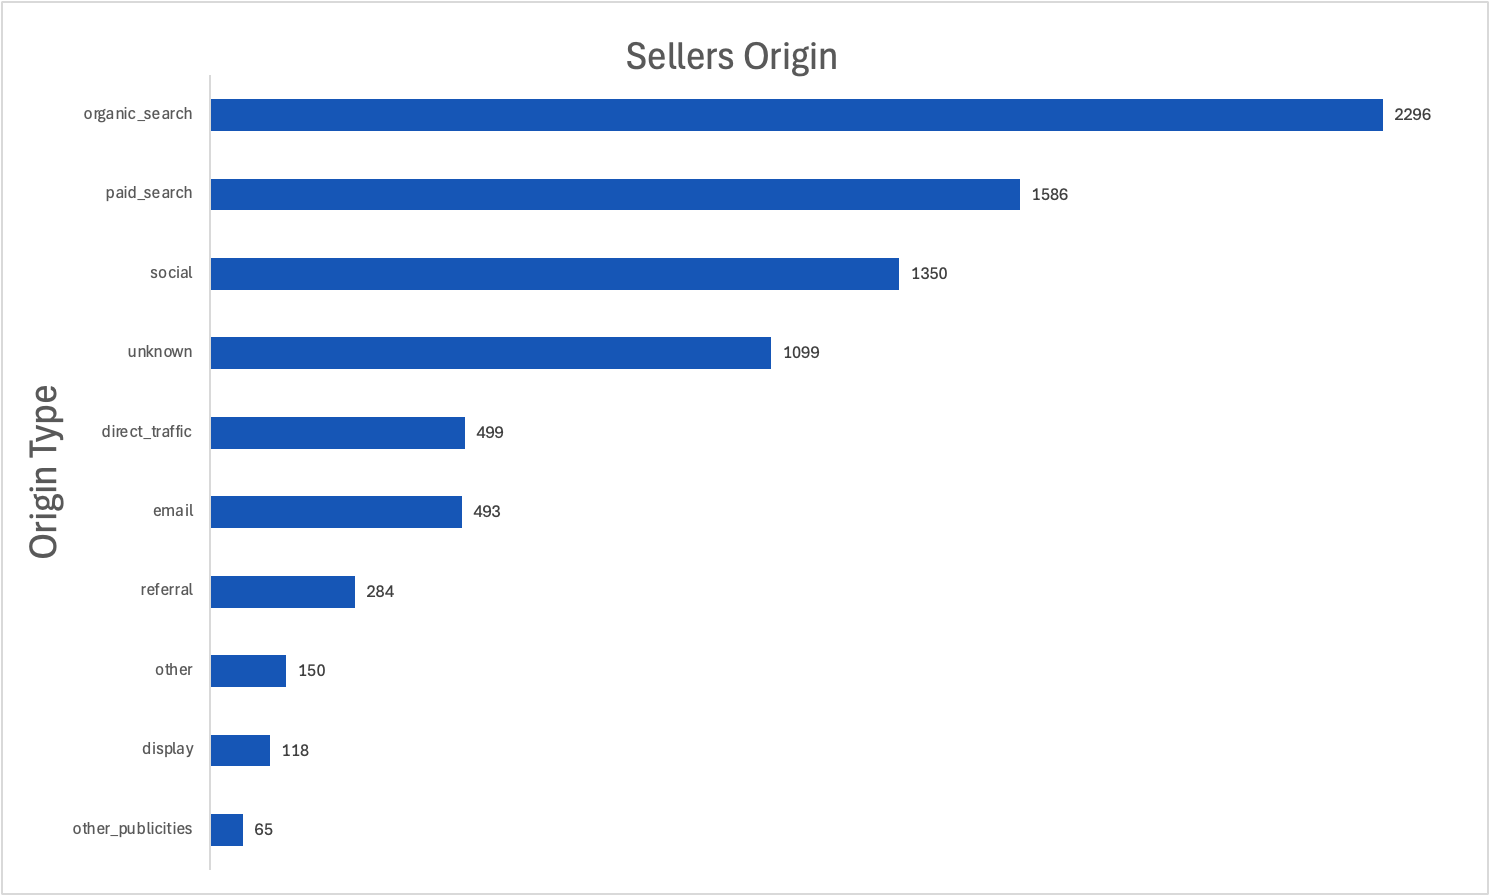 Sellers Origin
Origin Type
organic_search 2296
paid_search 1586
social 1350
unknown 1099
direct_traffic 499
email 493
referral 284
other 150
display 118
other_publicities 65